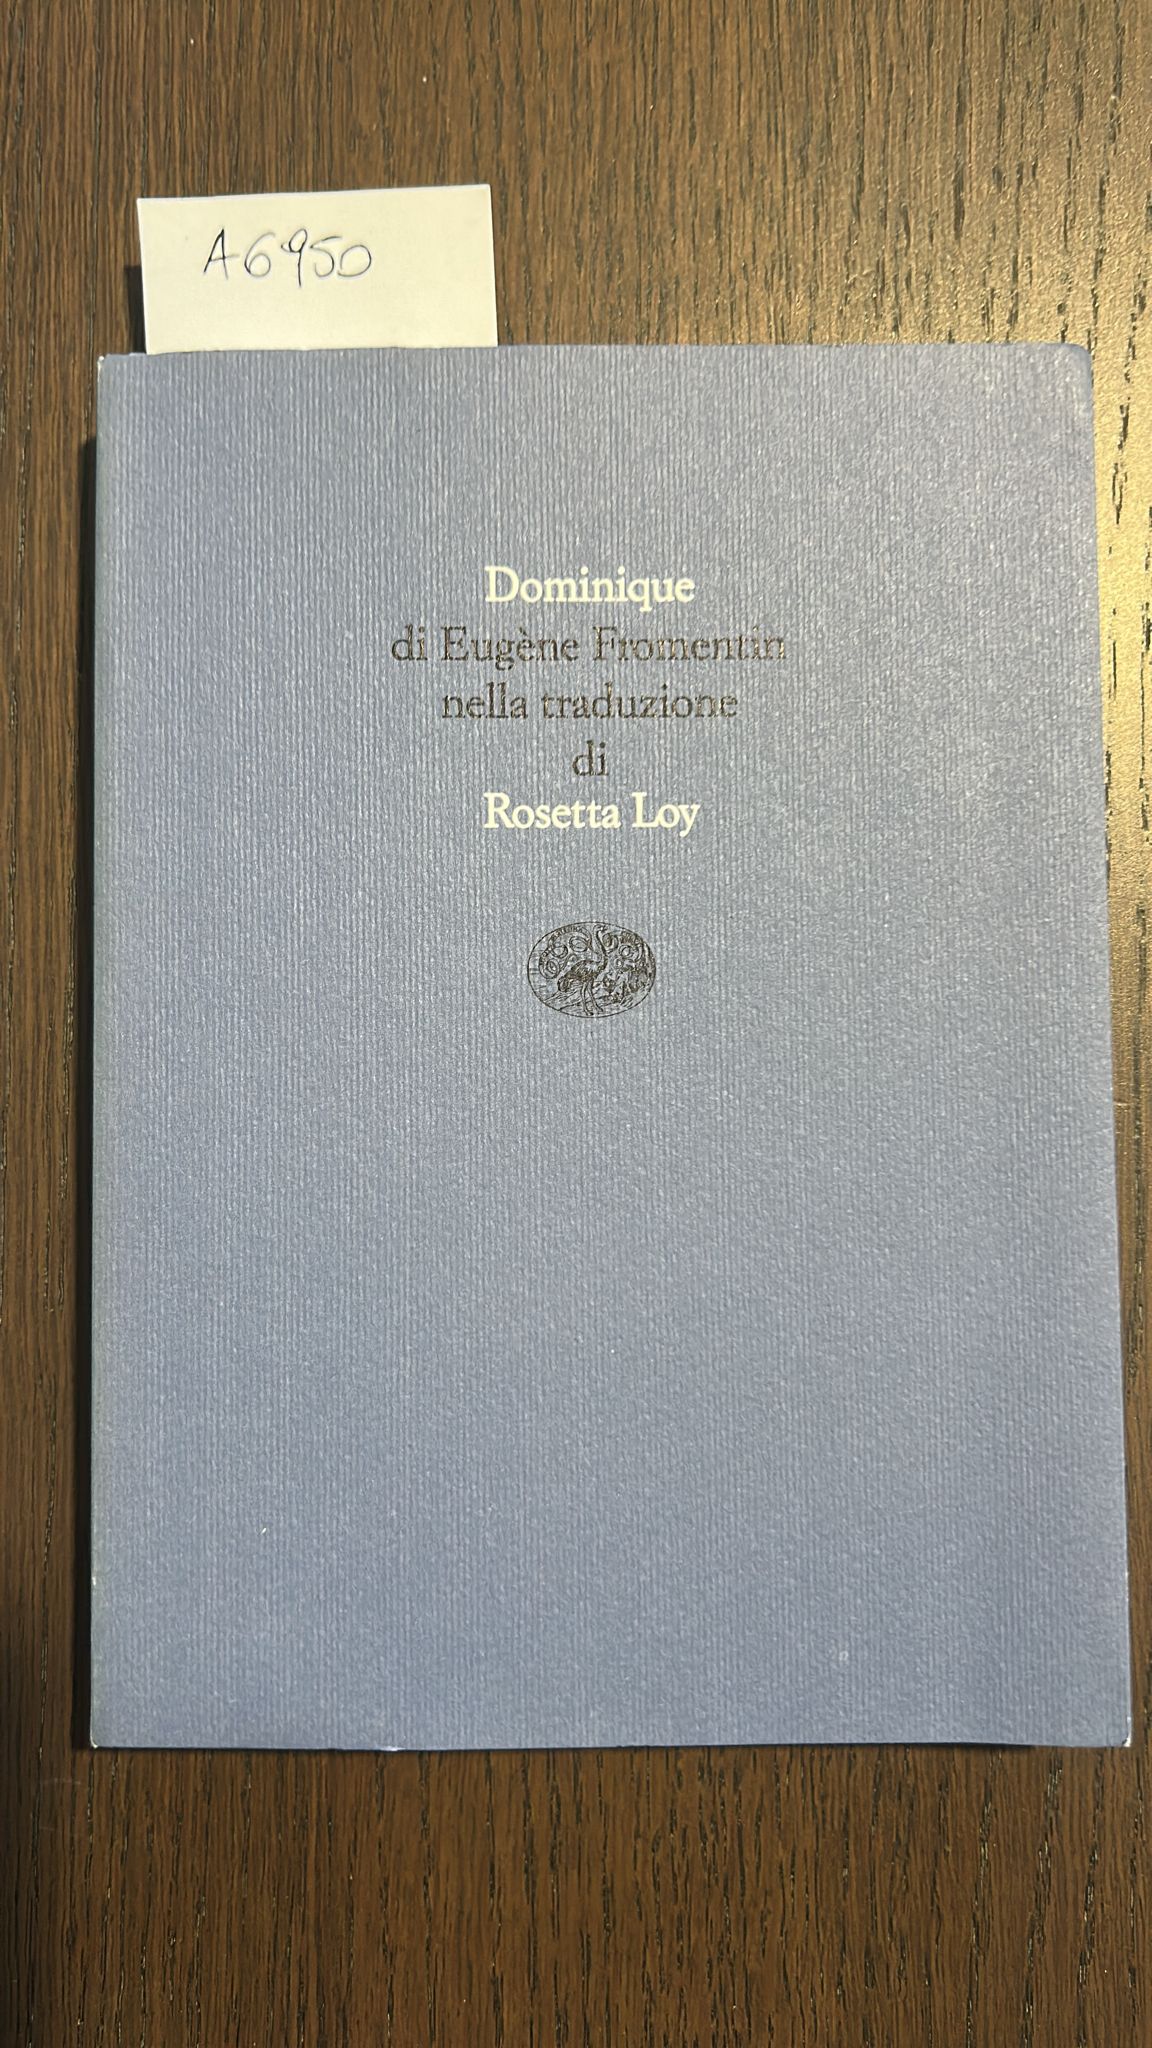 A6950
Dominique
di Eugène Fromentin
nella traduzione
di
Rosetta Loy